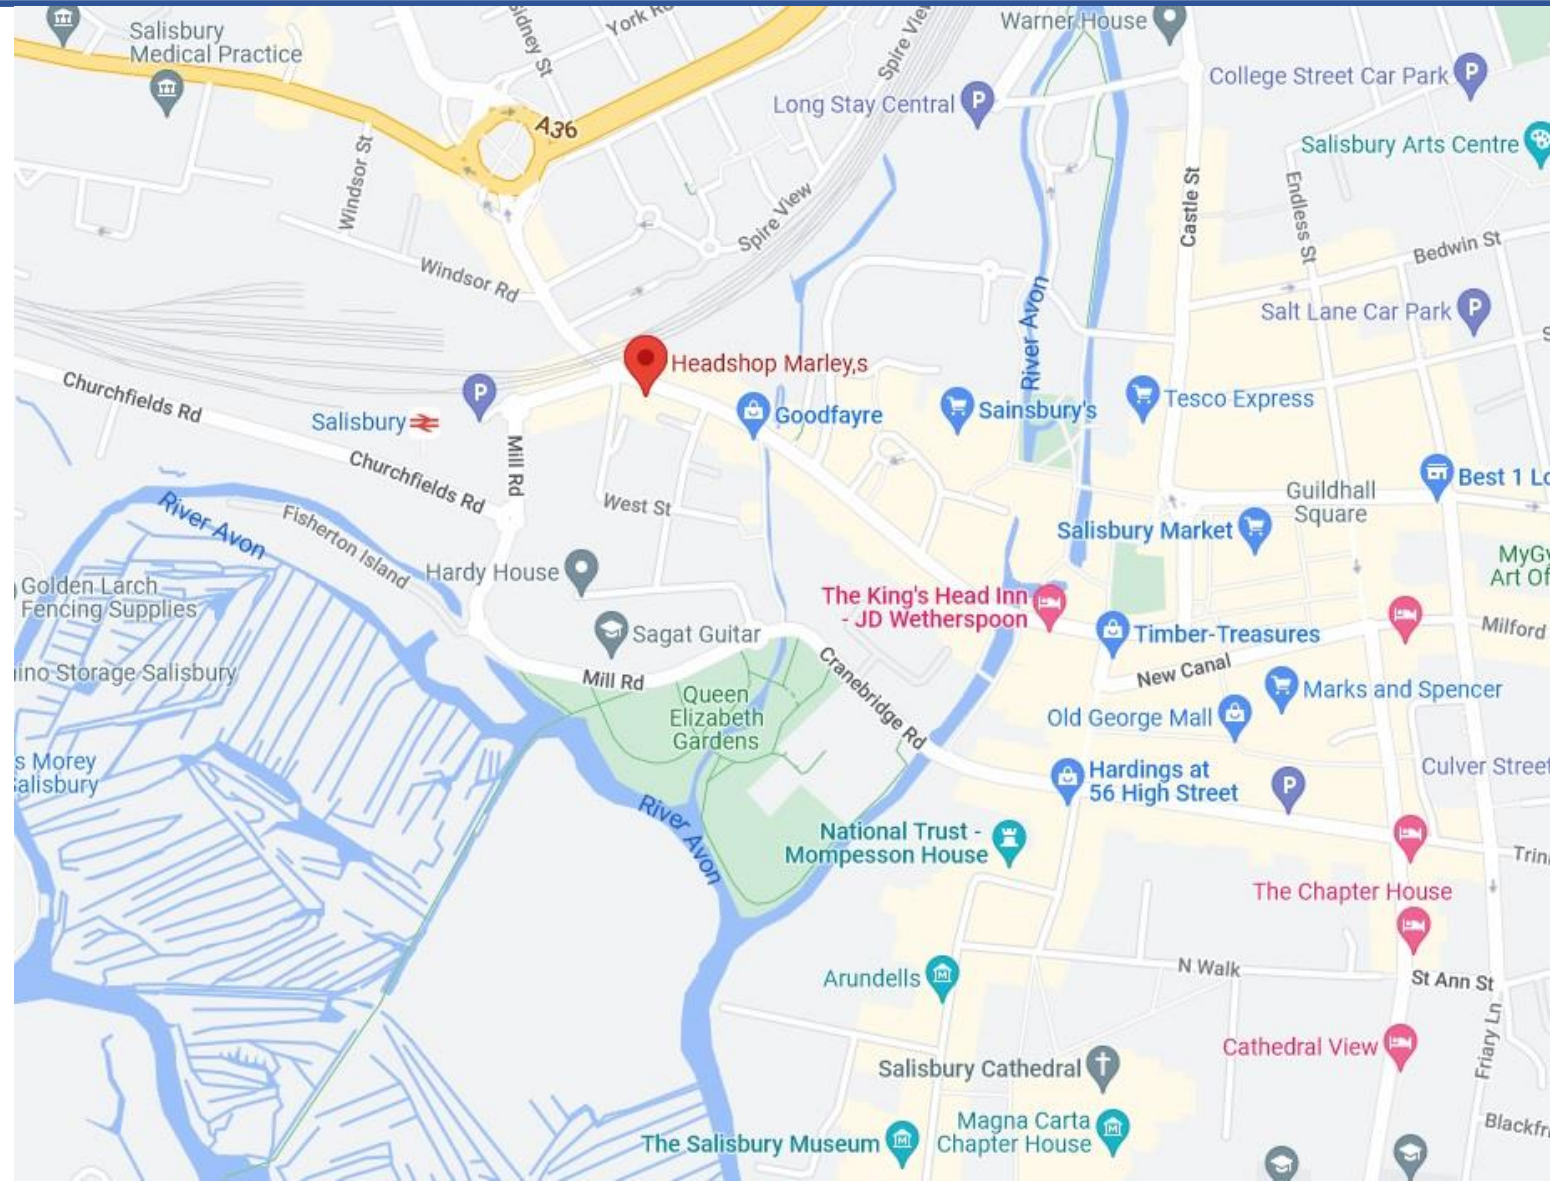 Salisbury
Medical Practice
Sidney St
York Rd
Spire View
Warner House
College Street Car Park
P
Long Stay Central
P
A36
Salisbury Arts Centre
Windsor St
Castle St
Endless St
Spire View
Bedwin St
Windsor Rd
River Avon
Salt Lane Car Park
P
Headshop Marley,s
Churchfields Rd
P
Salisbury
Goodfayre
Sainsbury's
Tesco Express
Mill Rd
Churchfields Rd
Best 1 Lo
Guildhall
Square
West St
River Avon
Fisherton Island
Salisbury Market
MyGy
Art Of
Hardy House
Golden Larch
Fencing Supplies
The King's Head Inn
- JD Wetherspoon
Sagat Guitar
Timber-Treasures
Milford
ino Storage Salisbury
Mill Rd
Cranebridge Rd
New Canal
Queen
Elizabeth
Gardens
Marks and Spencer
Old George Mall
s Morey
Salisbury
Hardings at
56 High Street
P
Culver Street
River Avon
National Trust -
Mompesson House
Trin
The Chapter House
Arundells
M
N Walk
St Ann St
Friary Ln
Cathedral View
Salisbury Cathedral
Magna Carta
Chapter House
M
The Salisbury Museum
M
Blackfri